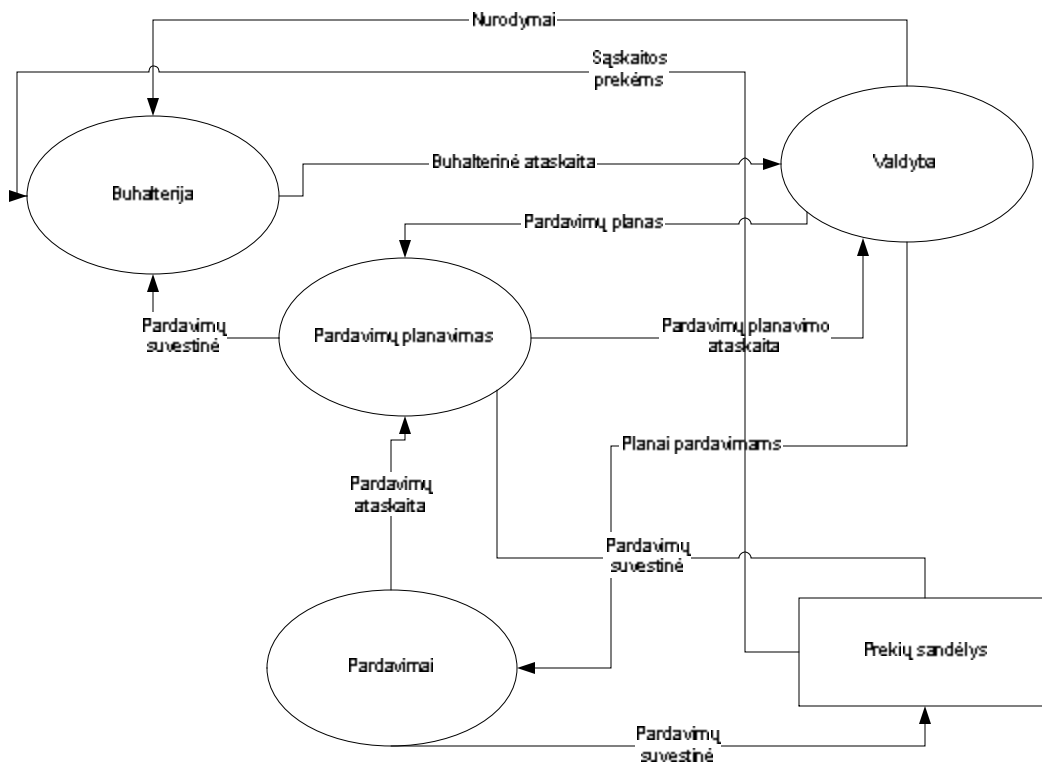 Nurodymai
Sąskaitos
prekėms
Valdyba
Buhalterinė ataskaita
Buhalterija
Pardavimų planas
Pardavimų
suvestinė
Pardavimų planavimas
Pardavimų planavimo
ataskaita
Planai pardavimams
Pardavimų
ataskaita
Pardavimų
suvestinė
Prekių sandėlys
Pardavimai
Pardavimų
suvestinė